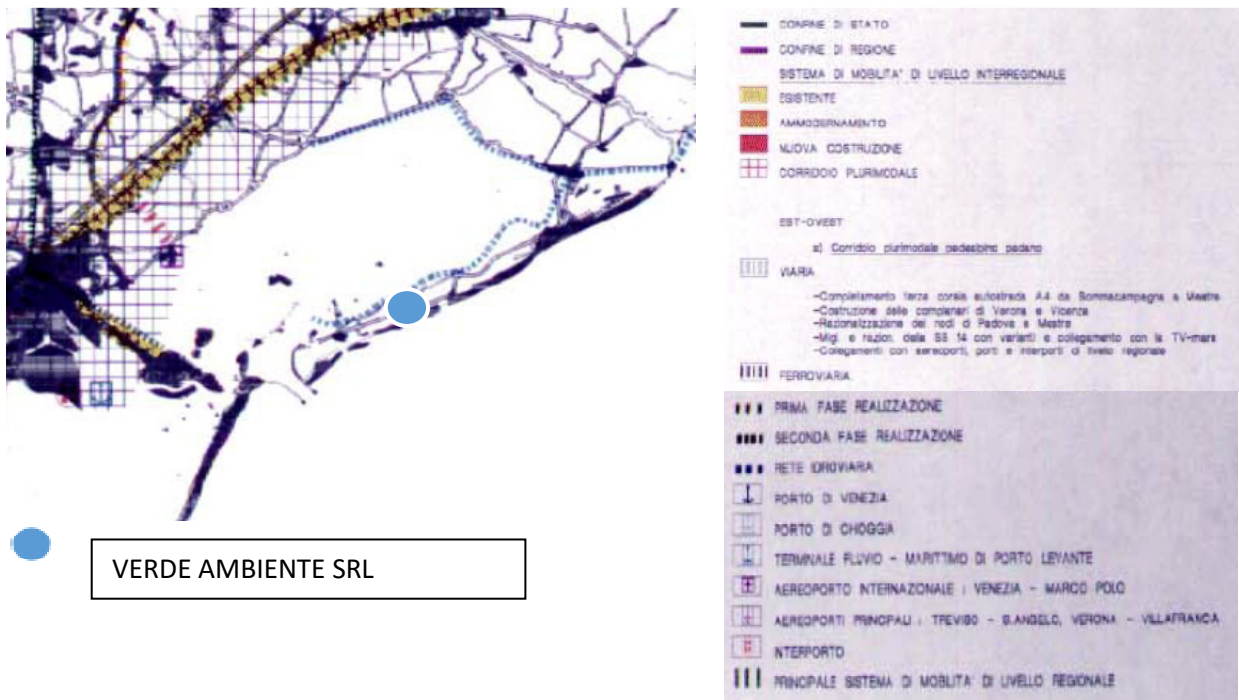 VERDE AMBIENTE SRL
CONFINE DI STATO
CONFINE DI REGIONE
SISTEMA DI MOBILITA' DI LIVELLO INTERREGIONALE
ESISTENTE
AMMODERNAMENTO
NUOVA COSTRUZIONE
CORRIDOIO PLURIMODALE
EST-OVEST
a) Corridoio plurimodale pedealpino padano
VIARIA
-Completamento terza corsia autostrada A4 da Sommacampagna a Mestre
-Costruzione delle complanari di Verona e Vicenza
-Razionalizzazione dei nodi di Padova e Mestre
-Migl. e razion. della SS 14 con varianti e collegamento con la TV-mare
-Collegamenti con aereoporti, porti e interporti di livello regionale
FERROVIARIA
PRIMA FASE REALIZZAZIONE
SECONDA FASE REALIZZAZIONE
RETE IDROVIARIA
PORTO DI VENEZIA
PORTO DI CHOGGIA
TERMINALE FLUVIO - MARITTIMO DI PORTO LEVANTE
AEREOPORTO INTERNAZIONALE : VENEZIA - MARCO POLO
AEREOPORTI PRINCIPALI : TREVISO - S.ANGELO, VERONA - VILLAFRANCA
INTERPORTO
PRINCIPALE SISTEMA DI MOBILITA' DI LIVELLO REGIONALE